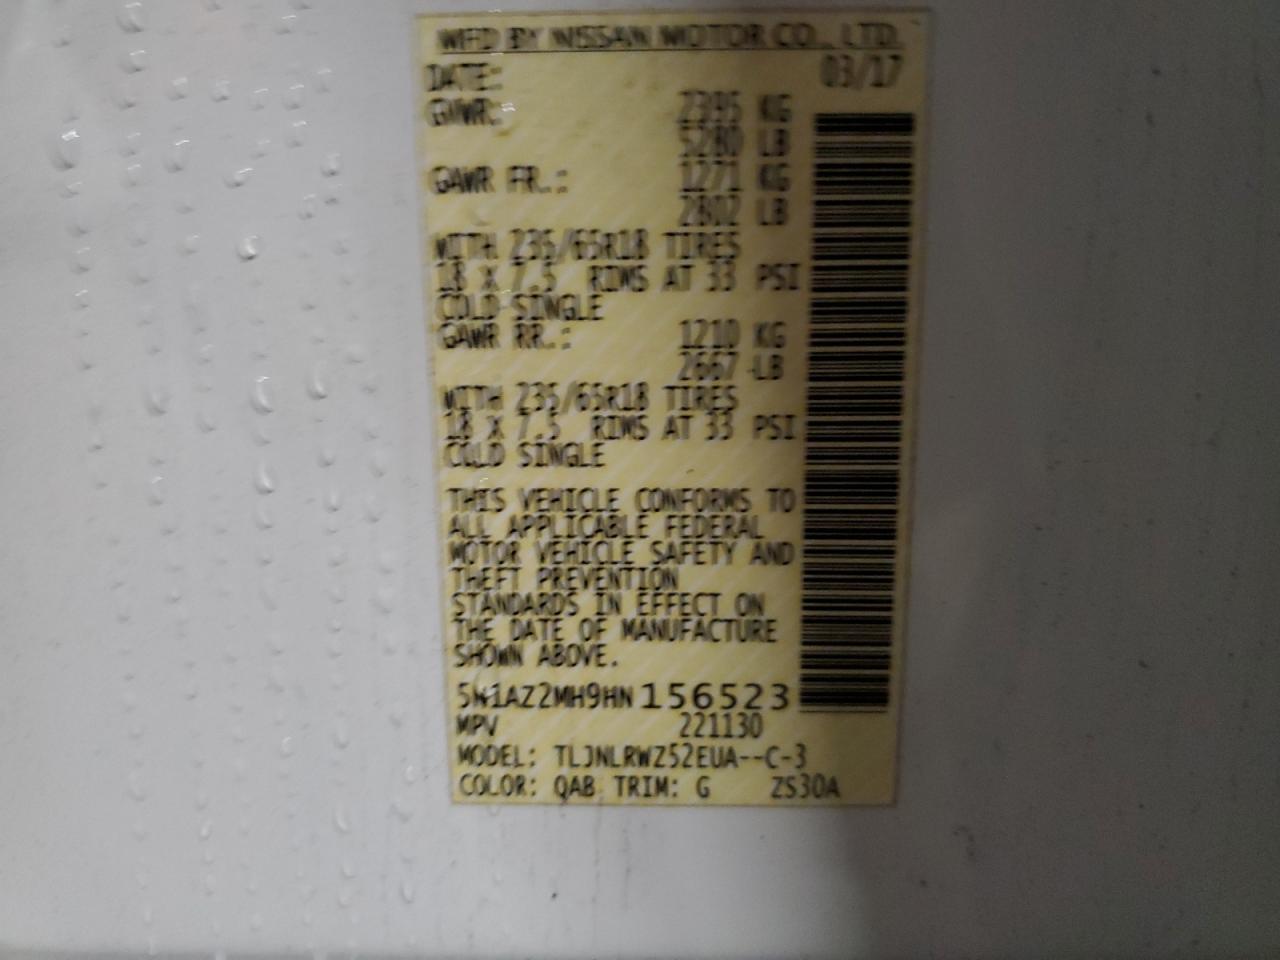 MFD BY NISSAN MOTOR CO., LTD.
DATE: 03/17
GVWR: 2395 KG
5280 LB
GAWR FR.: 1271 KG
2802 LB
WITH 235/65R18 TIRES
18 X 7.5 RIMS AT 33 PSI
COLD SINGLE
GAWR RR.: 1210 KG
2667 LB
WITH 235/65R18 TIRES
18 X 7.5 RIMS AT 33 PSI
COLD SINGLE
THIS VEHICLE CONFORMS TO
ALL APPLICABLE FEDERAL
MOTOR VEHICLE SAFETY AND
THEFT PREVENTION
STANDARDS IN EFFECT ON
THE DATE OF MANUFACTURE
SHOWN ABOVE.
5N1AZ2MH9HN156523
MPV 221130
MODEL: TLJNLRWZ52EUA--C-3
COLOR: QAB TRIM: G ZS30A